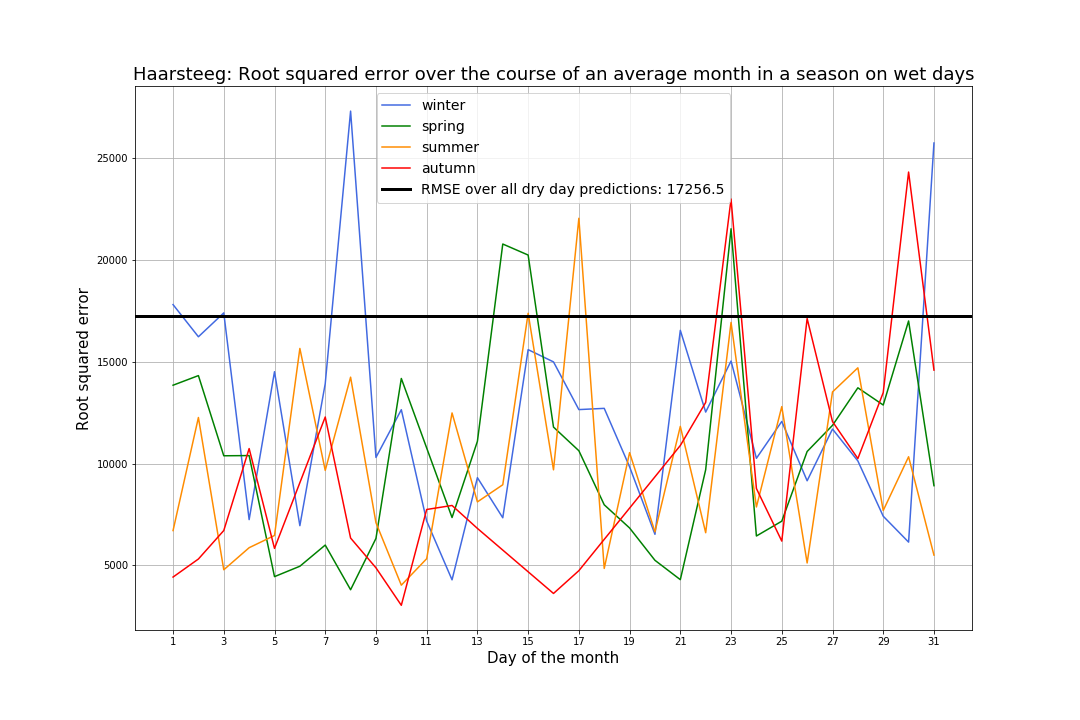 Haarsteeg: Root squared error over the course of an average month in a season on wet days
winter
spring
summer
autumn
RMSE over all dry day predictions: 17256.5
Root squared error
25000
20000
15000
10000
5000
1 3 5 7 9 11 13 15 17 19 21 23 25 27 29 31
Day of the month